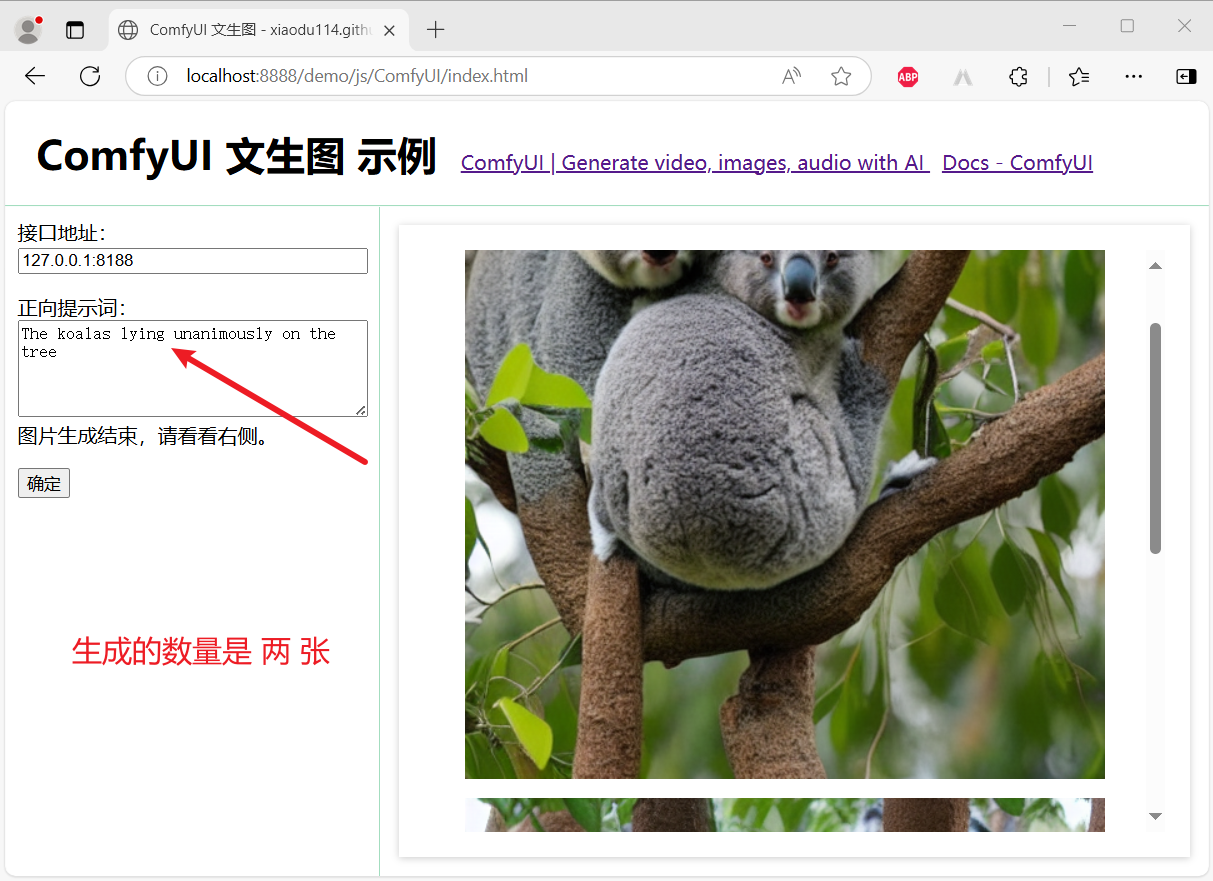 ComfyUI 文生图 - xiaodu114.githu
localhost:8888/demo/js/ComfyUI/index.html
ABP
ComfyUI 文生图 示例
ComfyUI | Generate video, images, audio with AI Docs - ComfyUI
接口地址：
127.0.0.1:8188
正向提示词：
The koalas lying unanimously on the
tree
图片生成结束，请看看右侧。
确定
生成的数量是 两 张